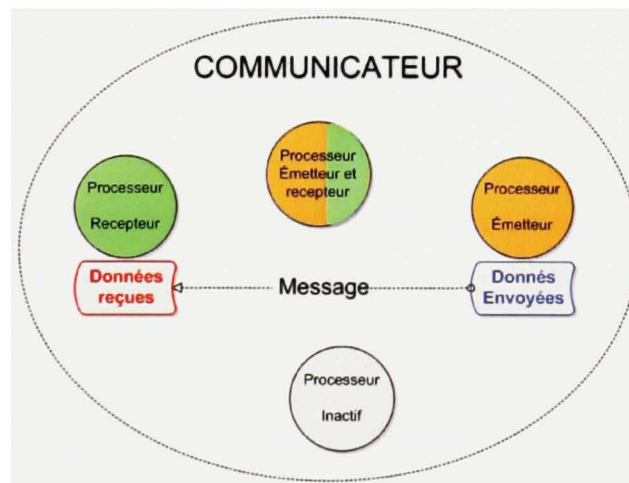 COMMUNICATEUR
Processeur
Émetteur et
recepteur
Processeur
Recepteur
Processeur
Émetteur
Données
reçues
Message
Donnés
Envoyées
Processeur
Inactif